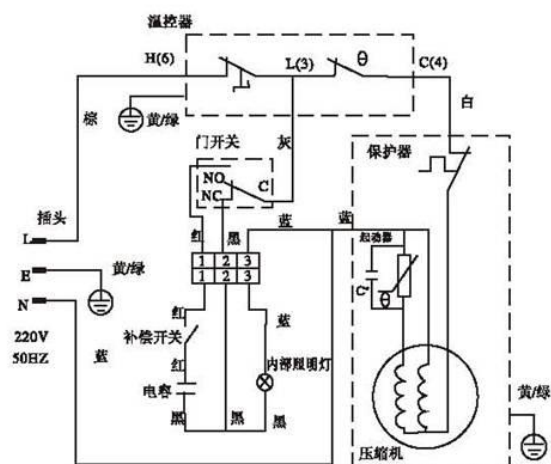 温控器
H(6)
L(3)
θ
C(4)
棕
黄/绿
灰
白
门开关
保护器
NO
NC
C
插头
红
黑
蓝
蓝
起动器
L
E
N
黄/绿
1 2 3
1 2 3
C'
θ
红
蓝
220V
50HZ
蓝
补偿开关
红
内部照明灯
电容
黑
黑
黑
黄/绿
压缩机